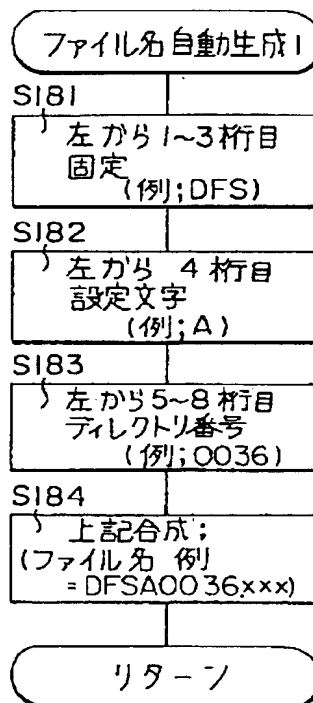 ファイル名自動生成1
S181
左から1~3桁目
固定
(例;DFS)
S182
左から 4桁目
設定文字
(例;A)
S183
左から5~8桁目
ディレクトリ番号
(例;0036)
S184
上記合成;
(ファイル名 例
=DFSA0036.×××)
リターン